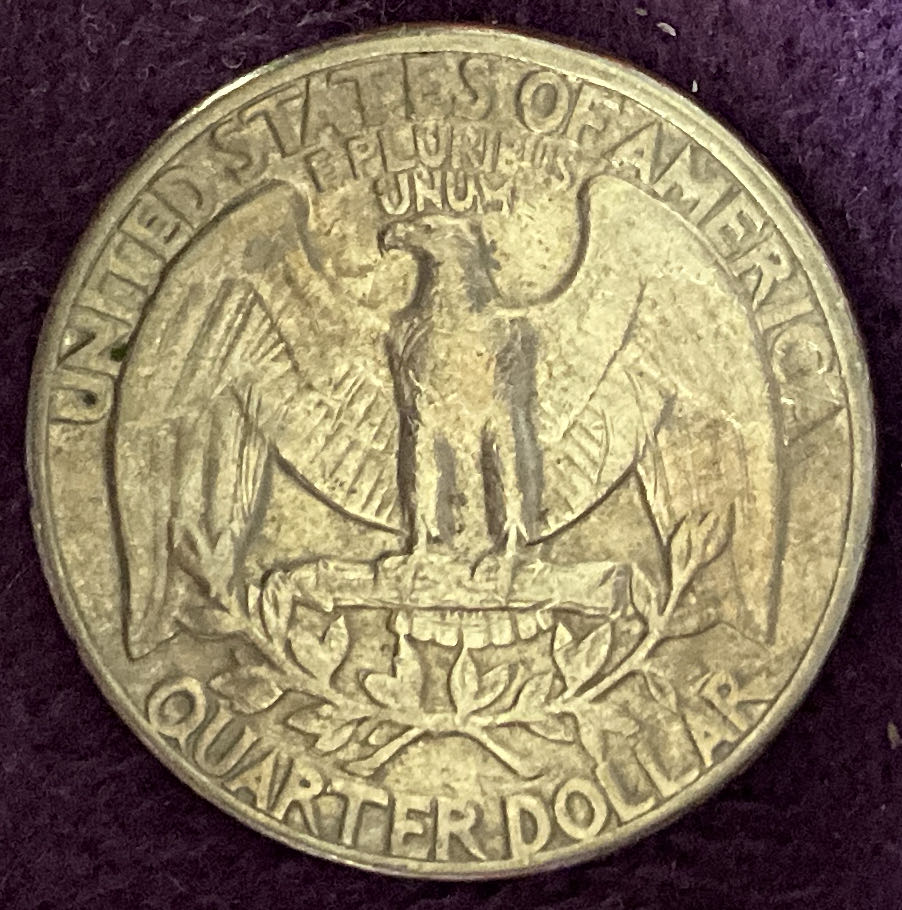 UNITED STATES OF AMERICA
E PLURIBUS
UNUM
QUARTER DOLLAR